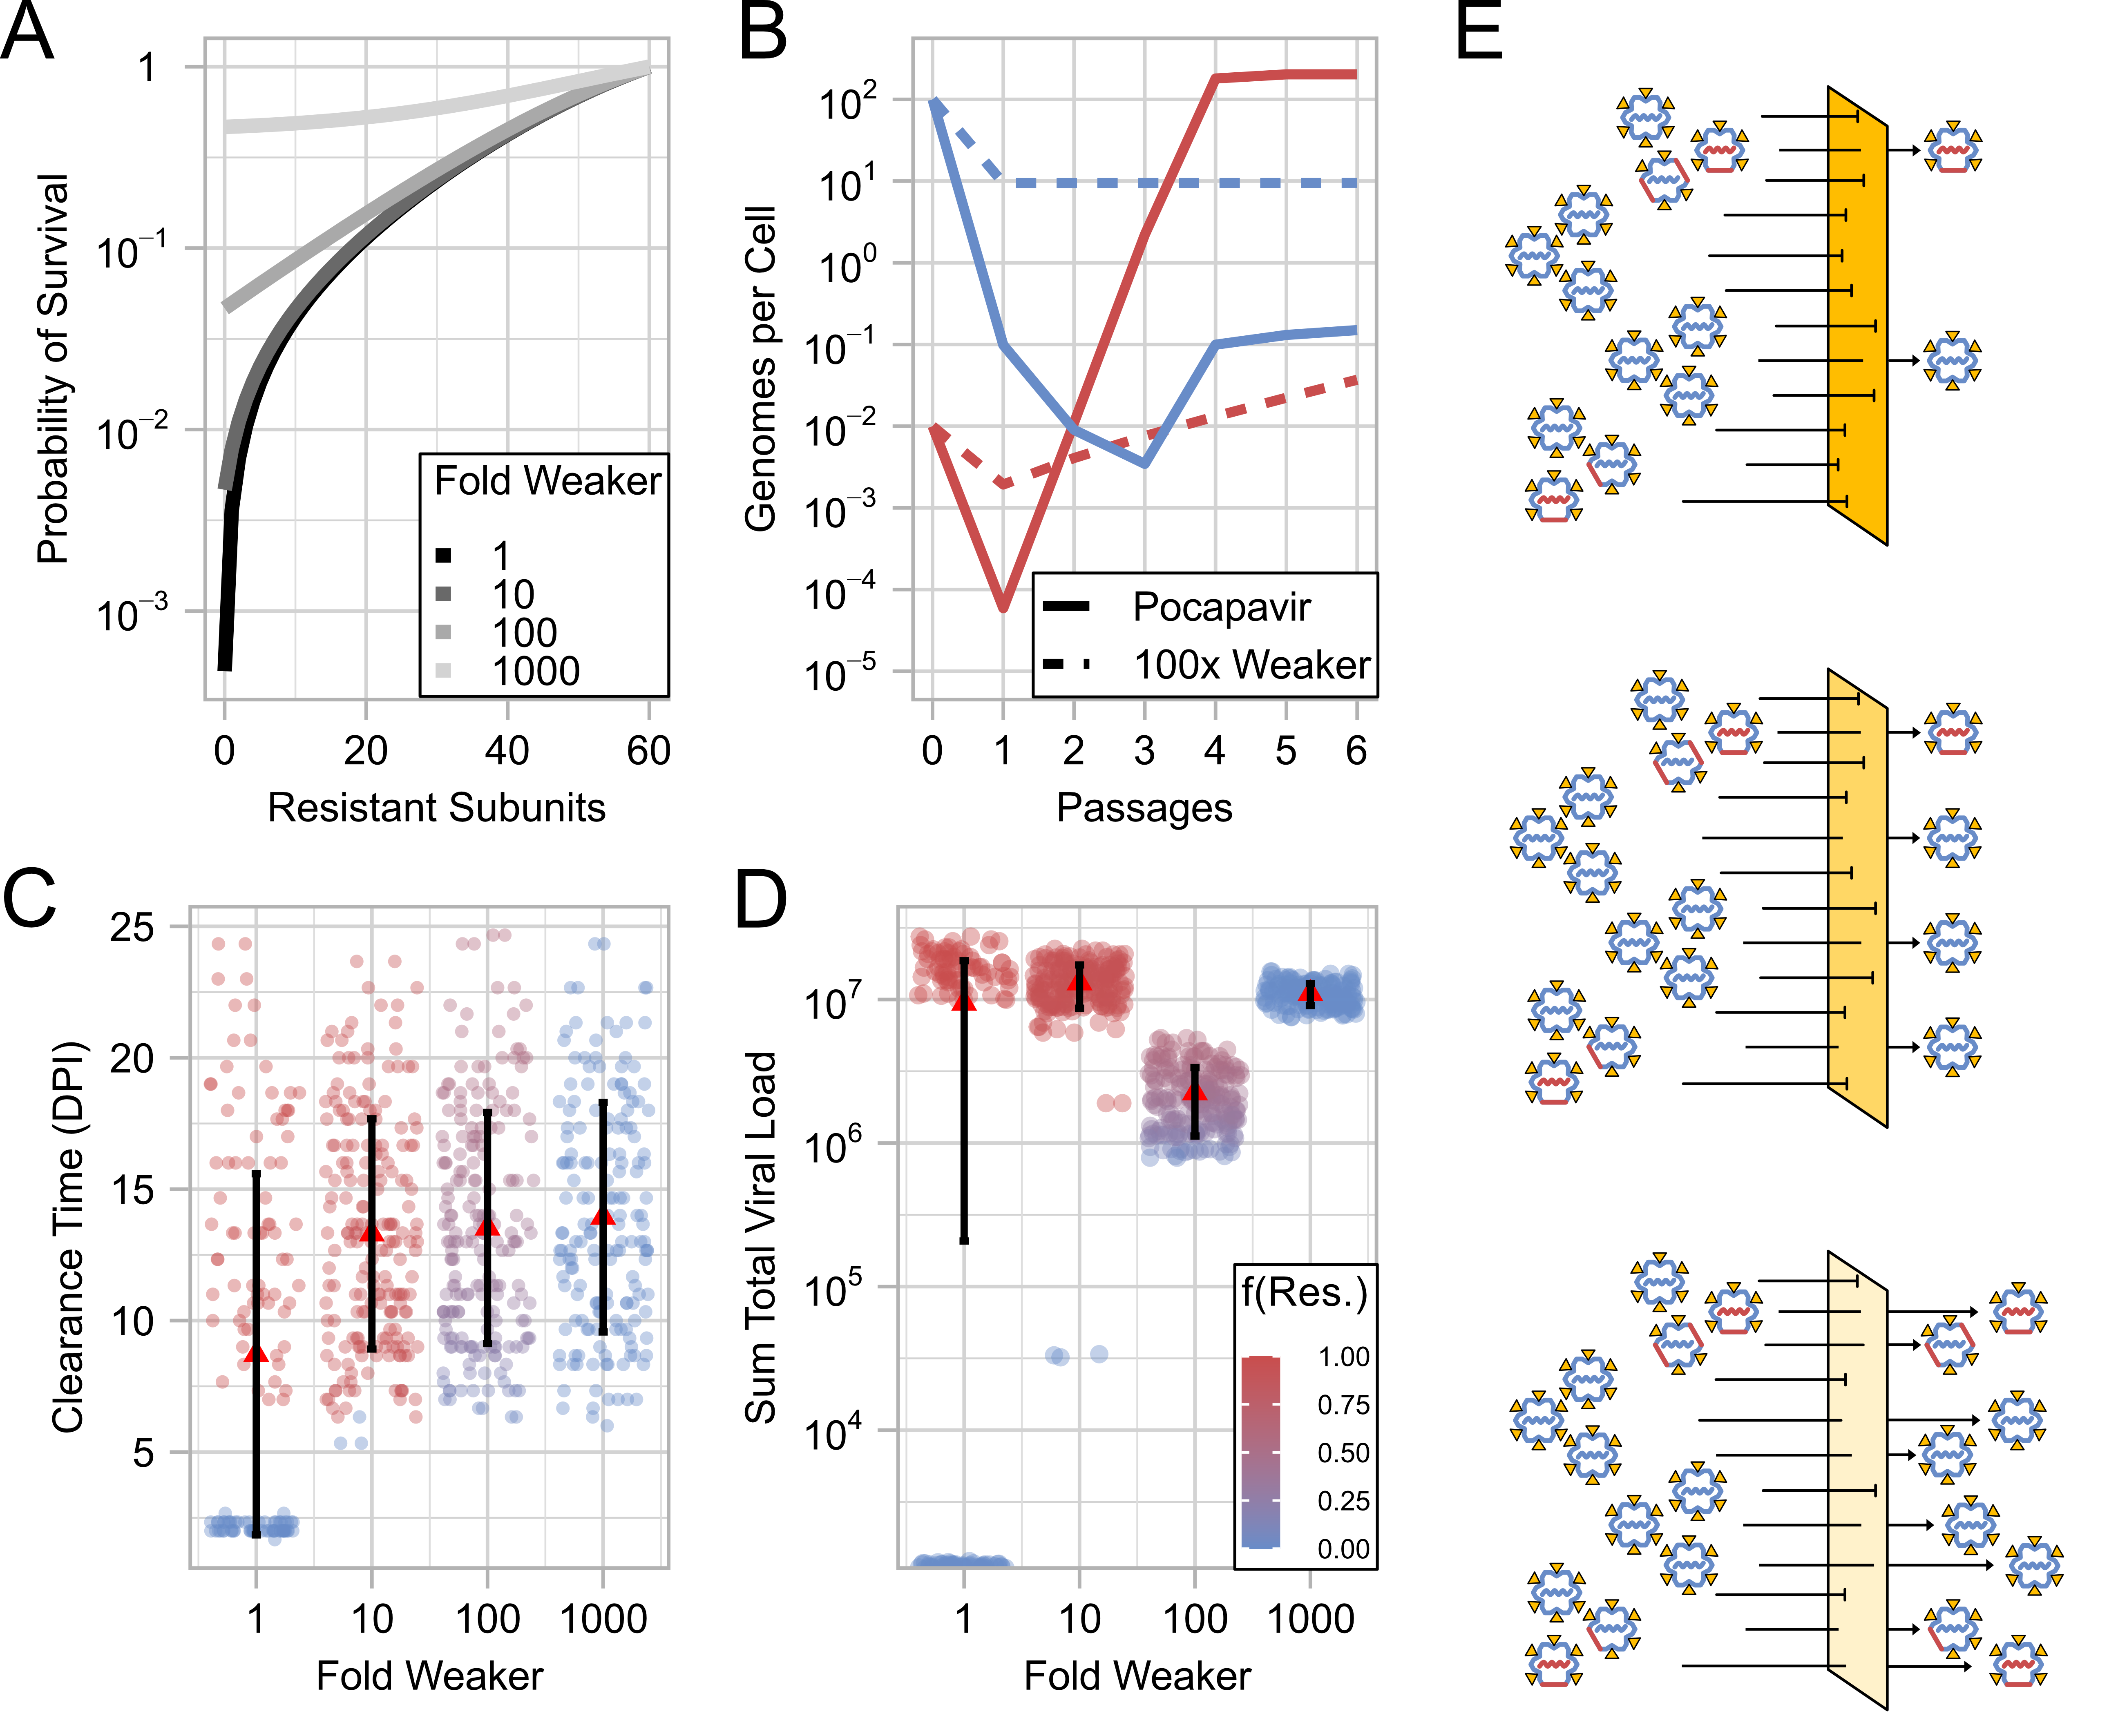 A
Probability of Survival
1
10⁻¹
10⁻²
10⁻³
Fold Weaker
1
10
100
1000
0 20 40 60
Resistant Subunits
B
Genomes per Cell
10²
10¹
10⁰
10⁻¹
10⁻²
10⁻³
10⁻⁴
10⁻⁵
Pocapavir
100x Weaker
0 1 2 3 4 5 6
Passages
C
Clearance Time (DPI)
25
20
15
10
5
1 10 100 1000
Fold Weaker
D
Sum Total Viral Load
10⁷
10⁶
10⁵
10⁴
f(Res.)
1.00
0.75
0.50
0.25
0.00
1 10 100 1000
Fold Weaker
E